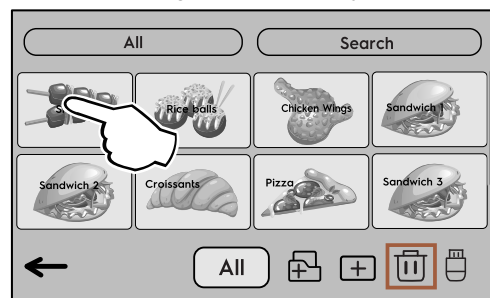 All
Search
Rice balls
Chicken Wings
Sandwich 1
Sandwich 2
Croissants
Pizza
Sandwich 3
All